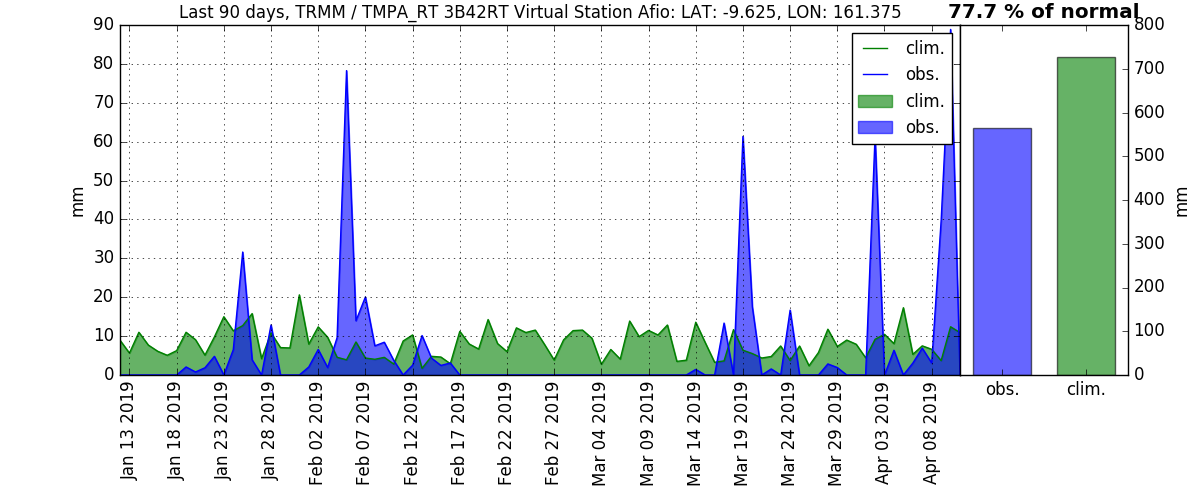 Last 90 days, TRMM / TMPA_RT 3B42RT Virtual Station Afio: LAT: -9.625, LON: 161.375
77.7 % of normal
90
80
70
60
50
40
30
20
10
0
mm
clim.
obs.
clim.
obs.
Jan 13 2019
Jan 18 2019
Jan 23 2019
Jan 28 2019
Feb 02 2019
Feb 07 2019
Feb 12 2019
Feb 17 2019
Feb 22 2019
Feb 27 2019
Mar 04 2019
Mar 09 2019
Mar 14 2019
Mar 19 2019
Mar 24 2019
Mar 29 2019
Apr 03 2019
Apr 08 2019
800
700
600
500
400
300
200
100
0
mm
obs.
clim.